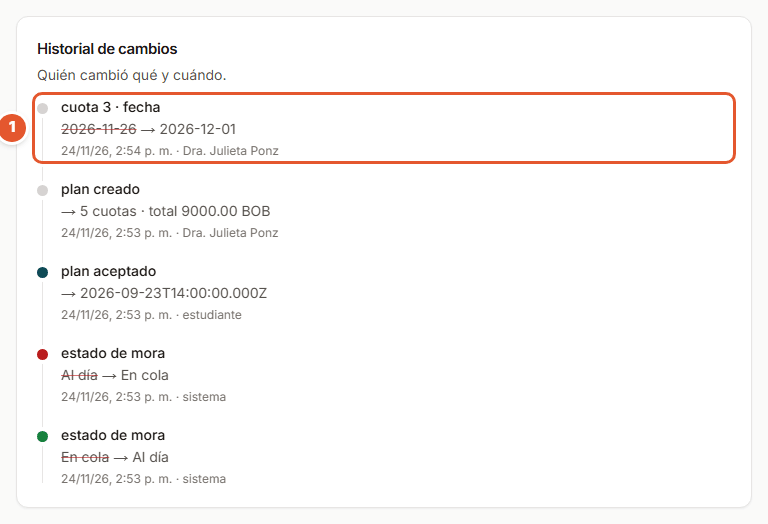 Historial de cambios
Quién cambió qué y cuándo.
1
cuota 3 · fecha
2026-11-26 → 2026-12-01
24/11/26, 2:54 p. m. · Dra. Julieta Ponz
plan creado
→ 5 cuotas · total 9000.00 BOB
24/11/26, 2:53 p. m. · Dra. Julieta Ponz
plan aceptado
→ 2026-09-23T14:00:00.000Z
24/11/26, 2:53 p. m. · estudiante
estado de mora
Al día → En cola
24/11/26, 2:53 p. m. · sistema
estado de mora
En cola → Al día
24/11/26, 2:53 p. m. · sistema